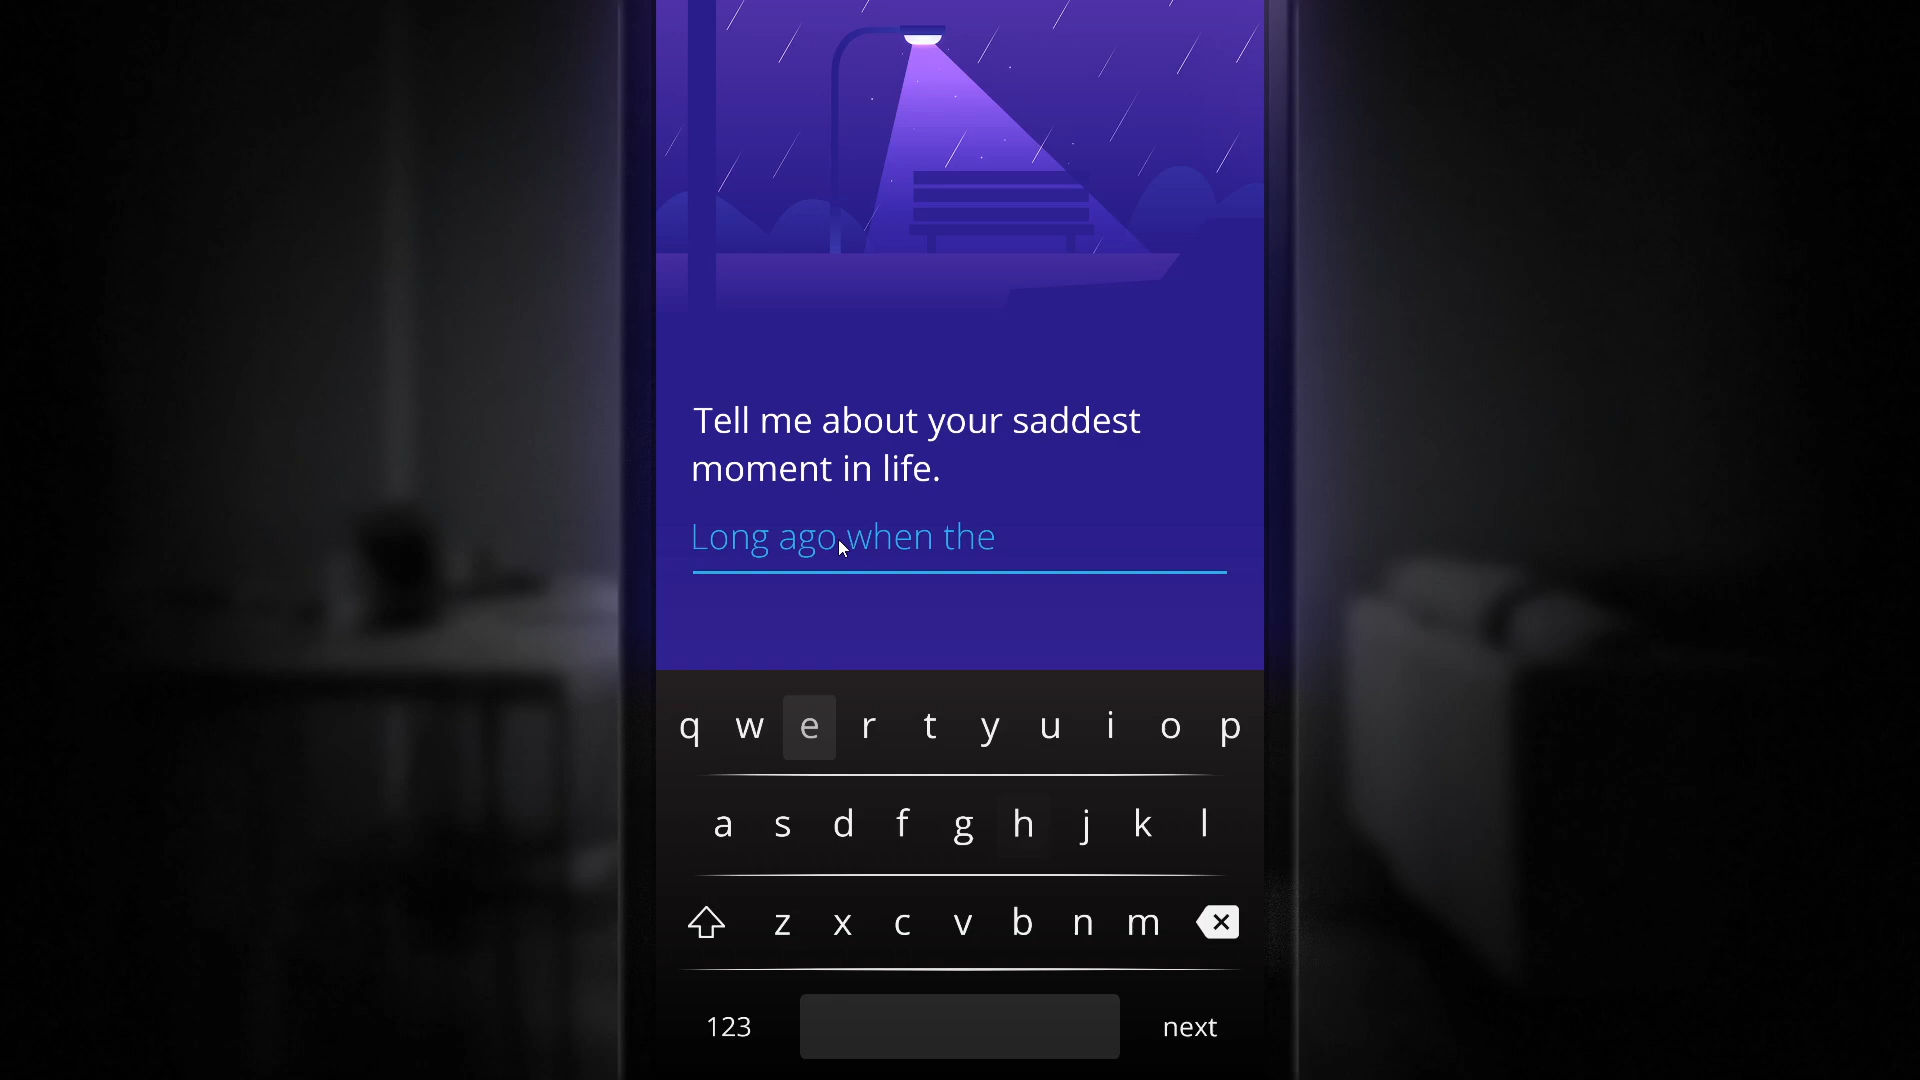 Tell me about your saddest
moment in life.
Long ago when the
q w e r t y u i o p
a s d f g h j k l
z x c v b n m
123 next